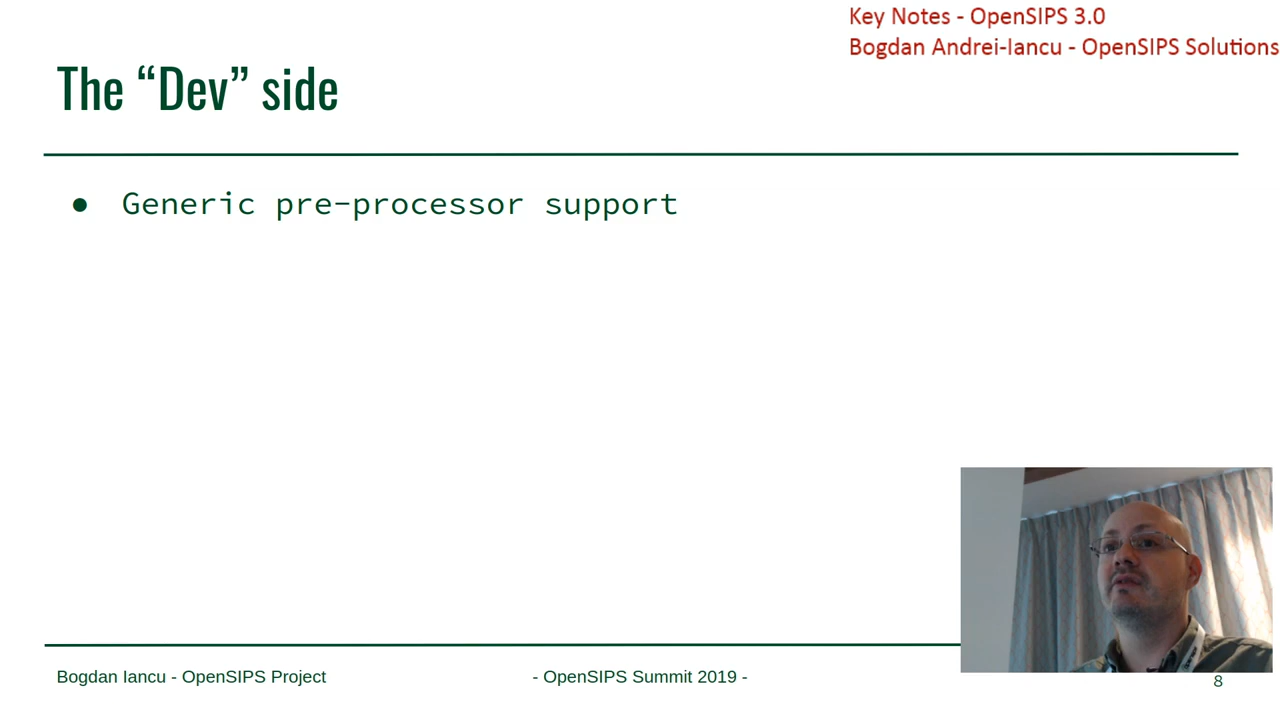 Key Notes - OpenSIPS 3.0
Bogdan Andrei-Iancu - OpenSIPS Solutions
The “Dev” side
● Generic pre-processor support
Bogdan Iancu - OpenSIPS Project
- OpenSIPS Summit 2019 -
8